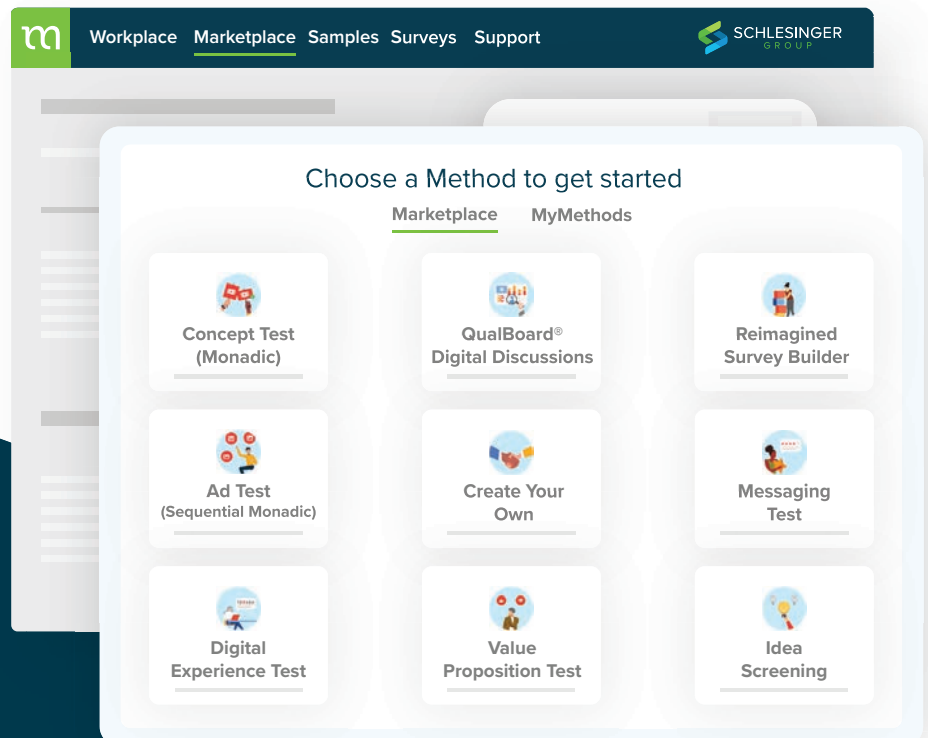 m Workplace Marketplace Samples Surveys Support SCHLESINGER
GROUP
Choose a Method to get started
Marketplace MyMethods
Concept Test
(Monadic)
QualBoard®
Digital Discussions
Reimagined
Survey Builder
Ad Test
(Sequential Monadic)
Create Your
Own
Messaging
Test
Digital
Experience Test
Value
Proposition Test
Idea
Screening